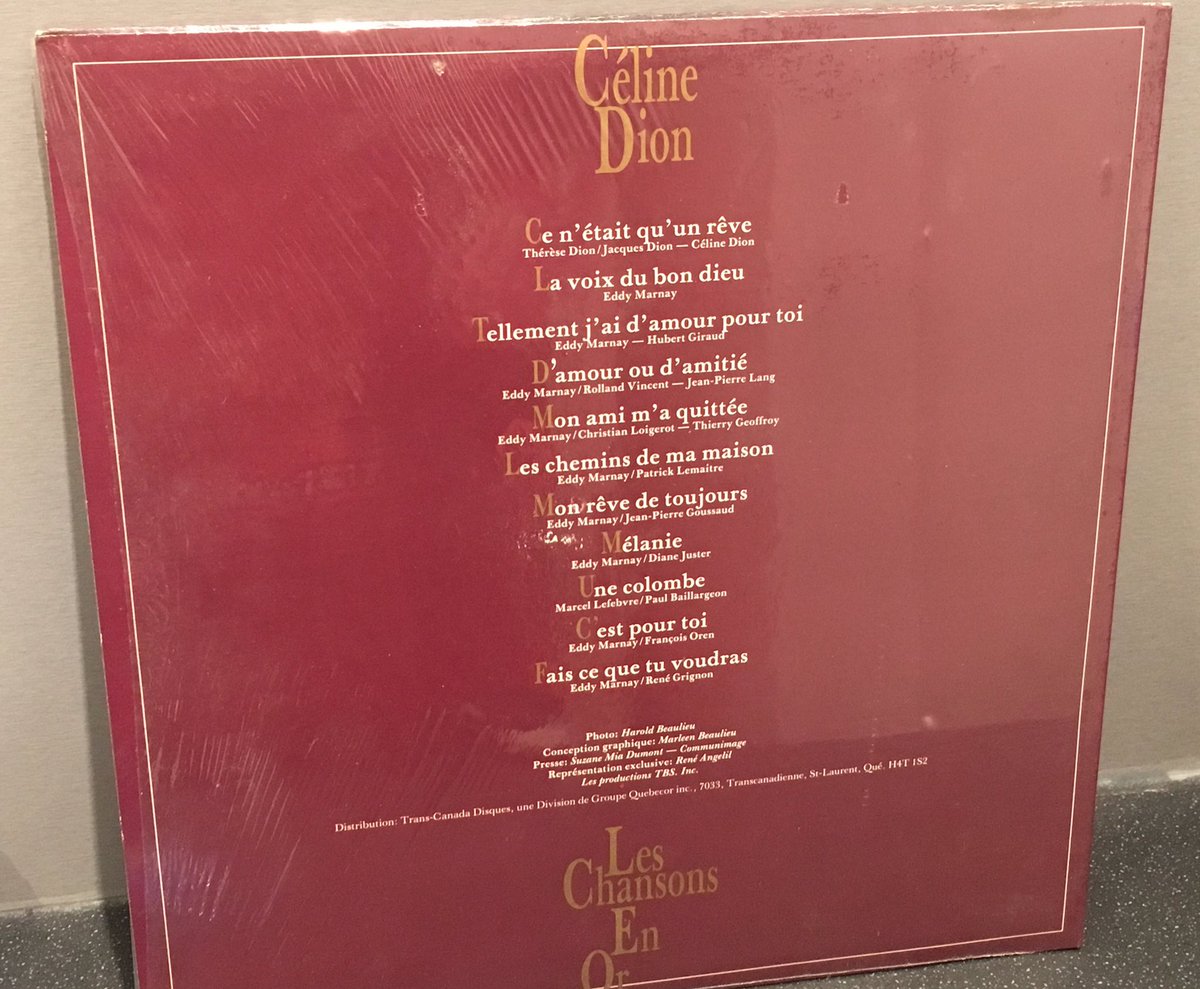 Céline
Dion
Ce n'était qu'un rêve
Thérèse Dion/Jacques Dion — Céline Dion
La voix du bon dieu
Eddy Marnay
Tellement j'ai d'amour pour toi
Eddy Marnay — Hubert Giraud
D'amour ou d'amitié
Eddy Marnay/Rolland Vincent — Jean-Pierre Lang
Mon ami m'a quittée
Eddy Marnay/Christian Loigerot — Thierry Geoffroy
Les chemins de ma maison
Eddy Marnay/Patrick Lemaitre
Mon rêve de toujours
Eddy Marnay/Jean-Pierre Goussaud
Mélanie
Eddy Marnay/Diane Juster
Une colombe
Marcel Lefebvre/Paul Baillargeon
C'est pour toi
Eddy Marnay/François Oren
Fais ce que tu voudras
Eddy Marnay/René Grignon
Photo: Harold Beaulieu
Conception graphique: Marleen Beaulieu
Presse: Suzane Mia Dumont — Communimage
Représentation exclusive: René Angelil
Les productions TBS. Inc.
Distribution: Trans-Canada Disques, une Division de Groupe Quebecor inc., 7033, Transcanadienne, St-Laurent, Qué. H4T 1S2
Les
Chansons
En
Or